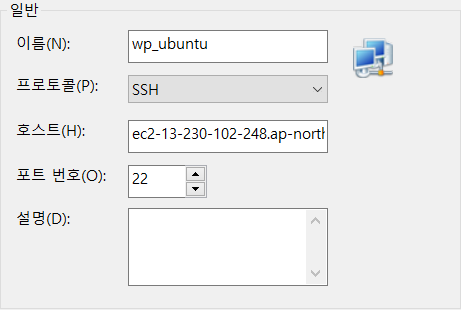 일반
이름(N): wp_ubuntu
프로토콜(P): SSH
호스트(H): ec2-13-230-102-248.ap-north
포트 번호(O): 22
설명(D):